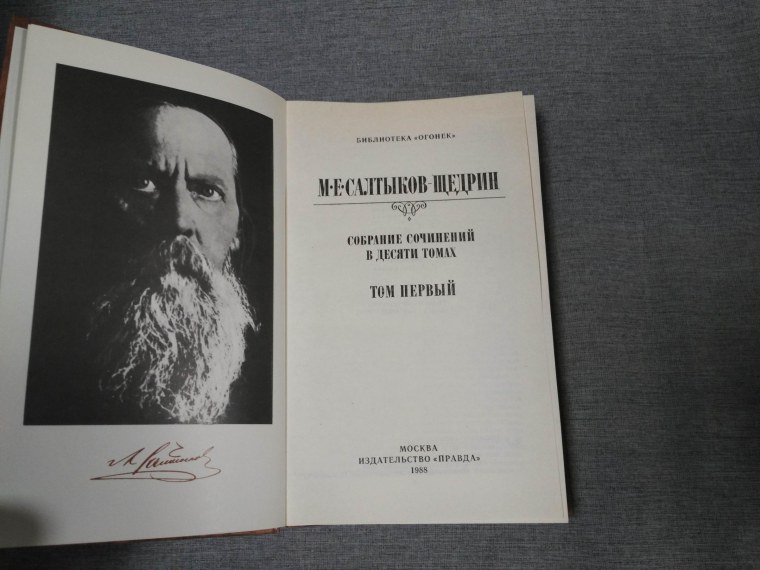 БИБЛИОТЕКА «ОГОНЕК»
М·Е·САЛТЫКОВ-ЩЕДРИН
СОБРАНИЕ СОЧИНЕНИЙ
В ДЕСЯТИ ТОМАХ
ТОМ ПЕРВЫЙ
МОСКВА
ИЗДАТЕЛЬСТВО «ПРАВДА»
1988